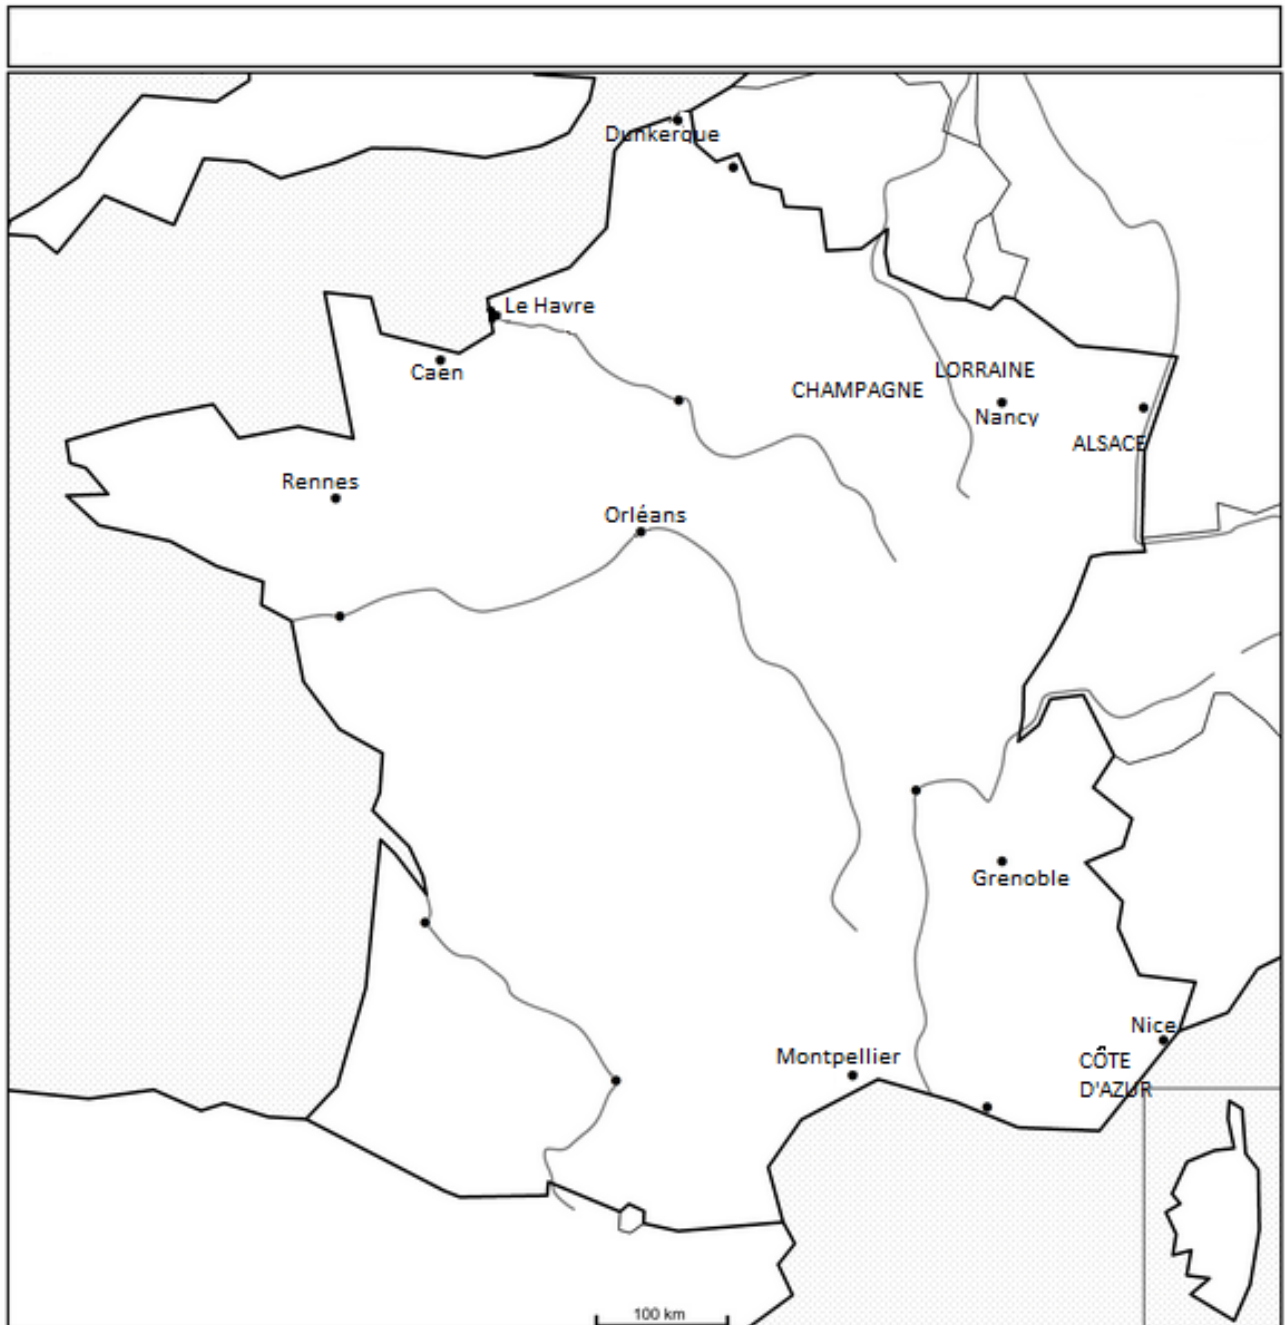 Dunkerque
Le Havre
Caen
LORRAINE
CHAMPAGNE
Nancy
ALSACE
Rennes
Orléans
Grenoble
Nice
Montpellier
CÔTE
D'AZUR
100 km